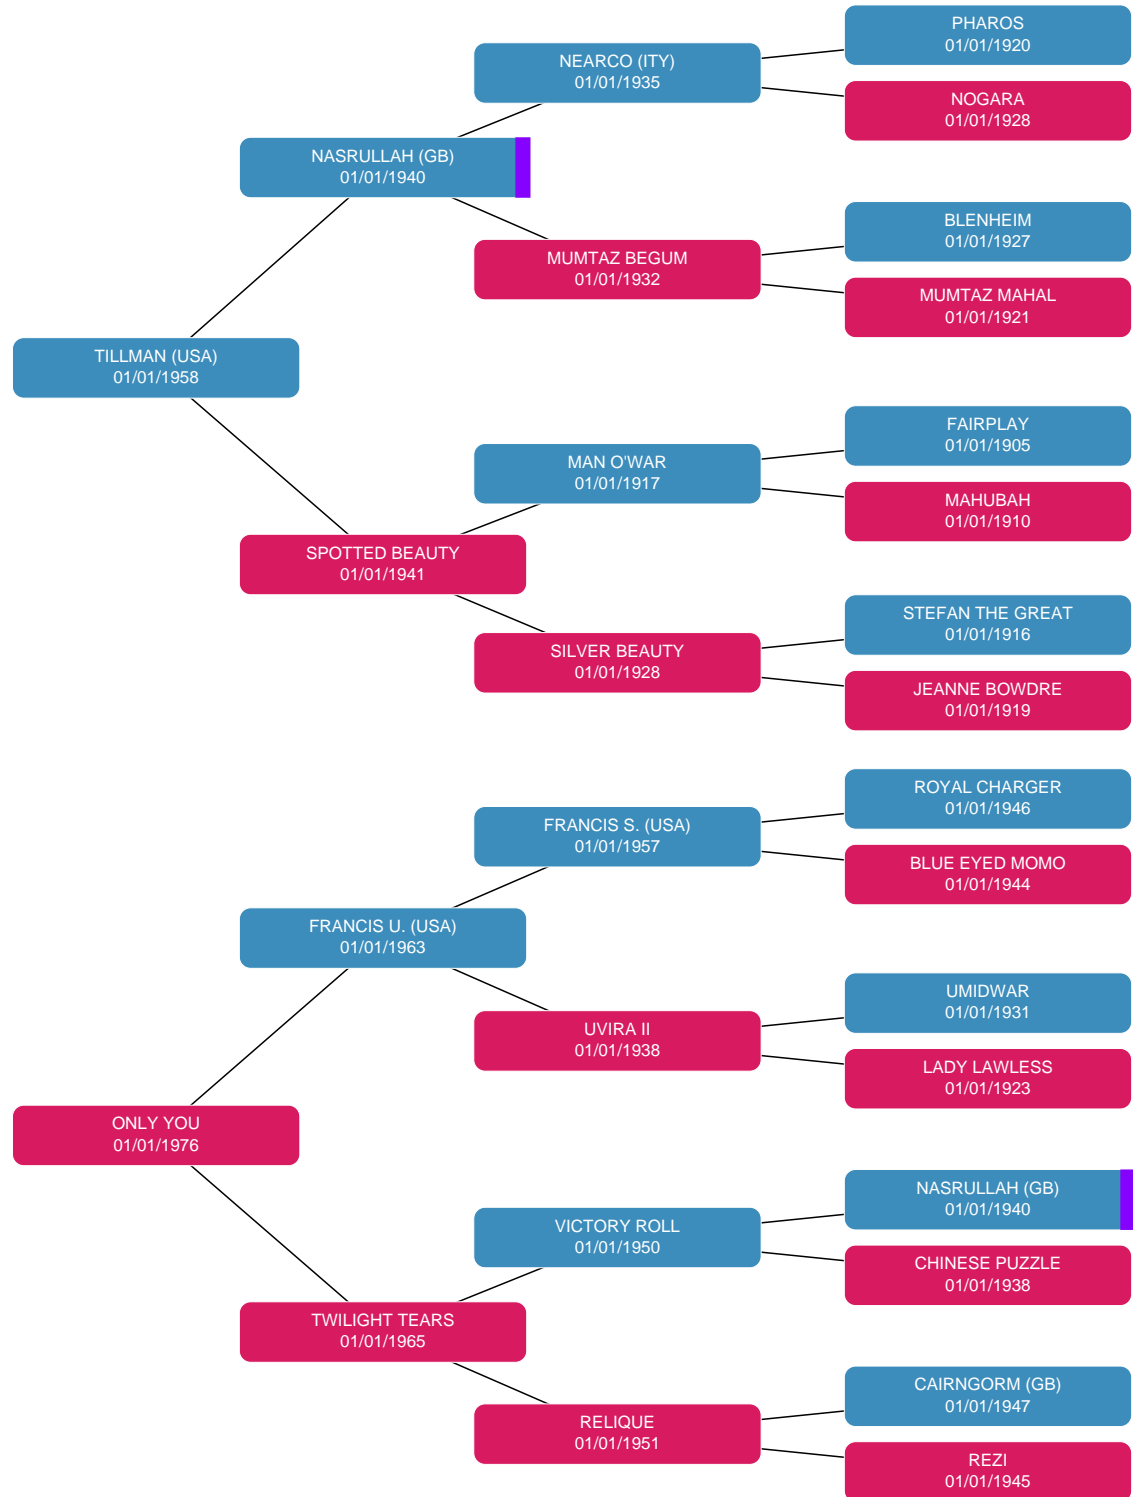 PHAROS
01/01/1920
NEARCO (ITY)
01/01/1935
NOGARA
01/01/1928
NASRULLAH (GB)
01/01/1940
BLENHEIM
01/01/1927
MUMTAZ BEGUM
01/01/1932
MUMTAZ MAHAL
01/01/1921
TILLMAN (USA)
01/01/1958
FAIRPLAY
01/01/1905
MAN O'WAR
01/01/1917
MAHUBAH
01/01/1910
SPOTTED BEAUTY
01/01/1941
STEFAN THE GREAT
01/01/1916
SILVER BEAUTY
01/01/1928
JEANNE BOWDRE
01/01/1919
ROYAL CHARGER
01/01/1946
FRANCIS S. (USA)
01/01/1957
BLUE EYED MOMO
01/01/1944
FRANCIS U. (USA)
01/01/1963
UMIDWAR
01/01/1931
UVIRA II
01/01/1938
LADY LAWLESS
01/01/1923
ONLY YOU
01/01/1976
NASRULLAH (GB)
01/01/1940
VICTORY ROLL
01/01/1950
CHINESE PUZZLE
01/01/1938
TWILIGHT TEARS
01/01/1965
CAIRNGORM (GB)
01/01/1947
RELIQUE
01/01/1951
REZI
01/01/1945